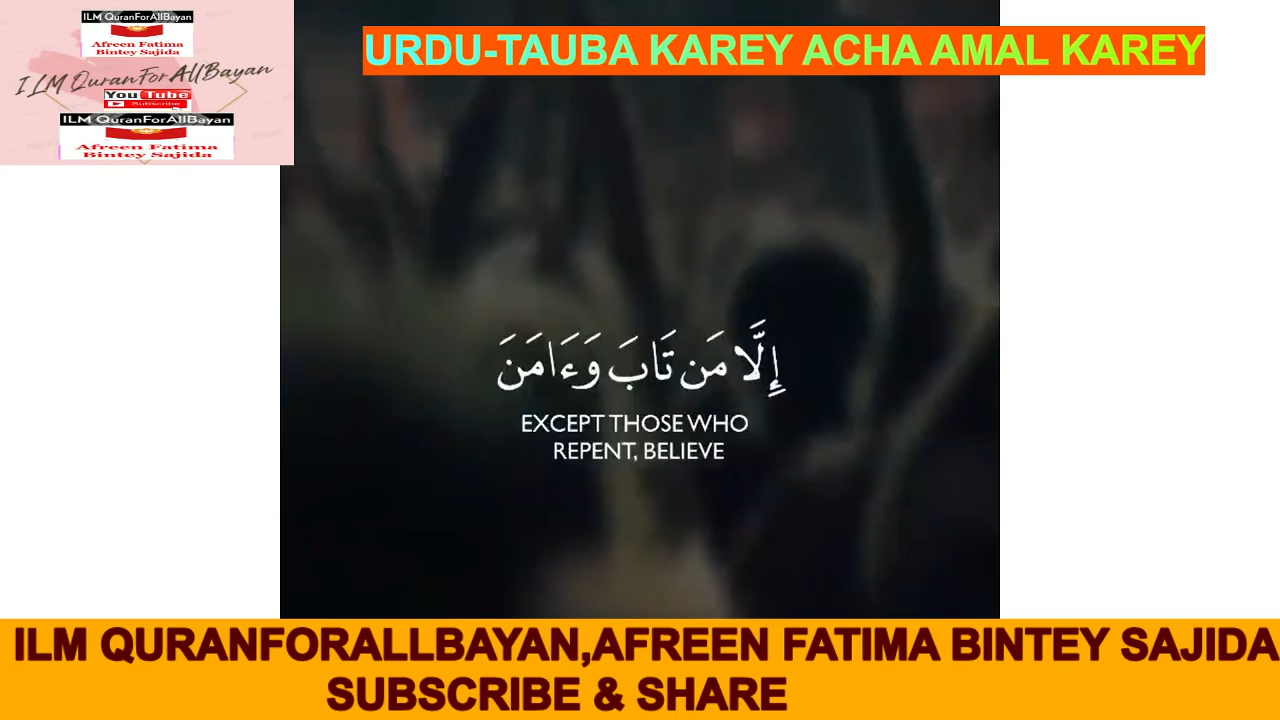 ILM QuranForAllBayan
Afreen Fatima
Bintey Sajida
ILM QuranForAllBayan
YouTube
Subscribe
ILM QuranForAllBayan
Afreen Fatima
Bintey Sajida
URDU-TAUBA KAREY ACHA AMAL KAREY
إِلَّا مَن تَابَ وَءَامَنَ
EXCEPT THOSE WHO
REPENT, BELIEVE
ILM QURANFORALLBAYAN,AFREEN FATIMA BINTEY SAJIDA
SUBSCRIBE & SHARE